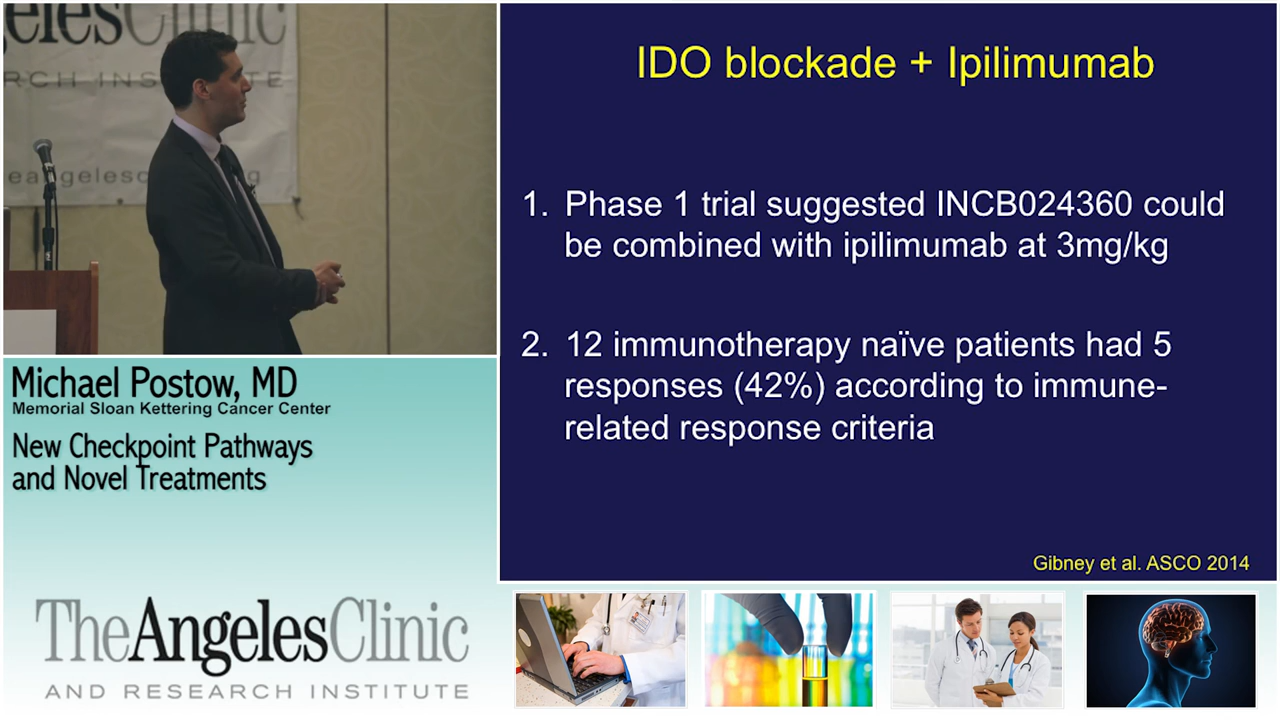 IDO blockade + Ipilimumab
1. Phase 1 trial suggested INCB024360 could
be combined with ipilimumab at 3mg/kg
2. 12 immunotherapy naïve patients had 5
responses (42%) according to immune-
related response criteria
Gibney et al. ASCO 2014
Michael Postow, MD
Memorial Sloan Kettering Cancer Center
New Checkpoint Pathways
and Novel Treatments
TheAngelesClinic
AND RESEARCH INSTITUTE